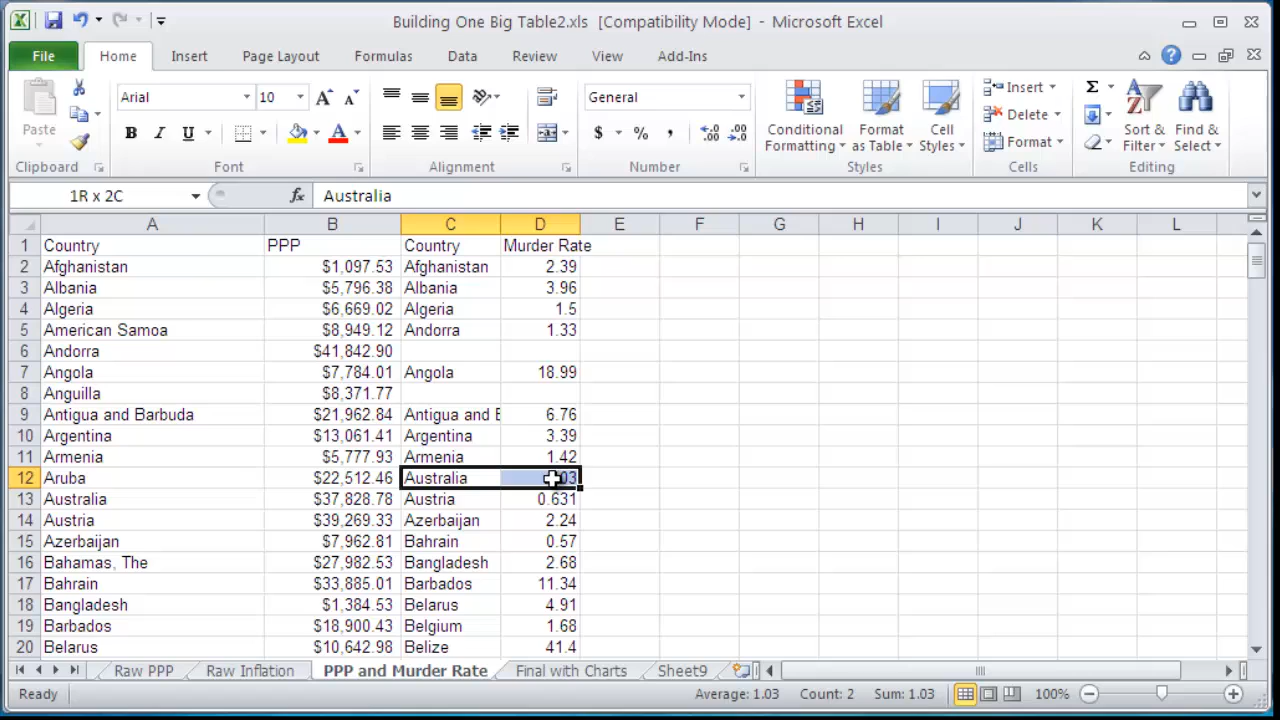 Building One Big Table2.xls [Compatibility Mode] - Microsoft Excel
File Home Insert Page Layout Formulas Data Review View Add-Ins
Arial 10 General
Paste
Conditional Formatting
Format as Table
Cell Styles
Insert
Delete
Format
Sort & Filter
Find & Select
Clipboard Font Alignment Number Styles Cells Editing
1R x 2C fx Australia
A B C D E F G H I J K L
1 Country PPP Country Murder Rate
2 Afghanistan $1,097.53 Afghanistan 2.39
3 Albania $5,796.38 Albania 3.96
4 Algeria $6,669.02 Algeria 1.5
5 American Samoa $8,949.12 Andorra 1.33
6 Andorra $41,842.90
7 Angola $7,784.01 Angola 18.99
8 Anguilla $8,371.77
9 Antigua and Barbuda $21,962.84 Antigua and E 6.76
10 Argentina $13,061.41 Argentina 3.39
11 Armenia $5,777.93 Armenia 1.42
12 Aruba $22,512.46 Australia
13 Australia $37,828.78 Austria 0.631
14 Austria $39,269.33 Azerbaijan 2.24
15 Azerbaijan $7,962.81 Bahrain 0.57
16 Bahamas, The $27,982.53 Bangladesh 2.68
17 Bahrain $33,885.01 Barbados 11.34
18 Bangladesh $1,384.53 Belarus 4.91
19 Barbados $18,900.43 Belgium 1.68
20 Belarus $10,642.98 Belize 41.4
Raw PPP Raw Inflation PPP and Murder Rate Final with Charts Sheet9
Ready Average: 1.03 Count: 2 Sum: 1.03 100%